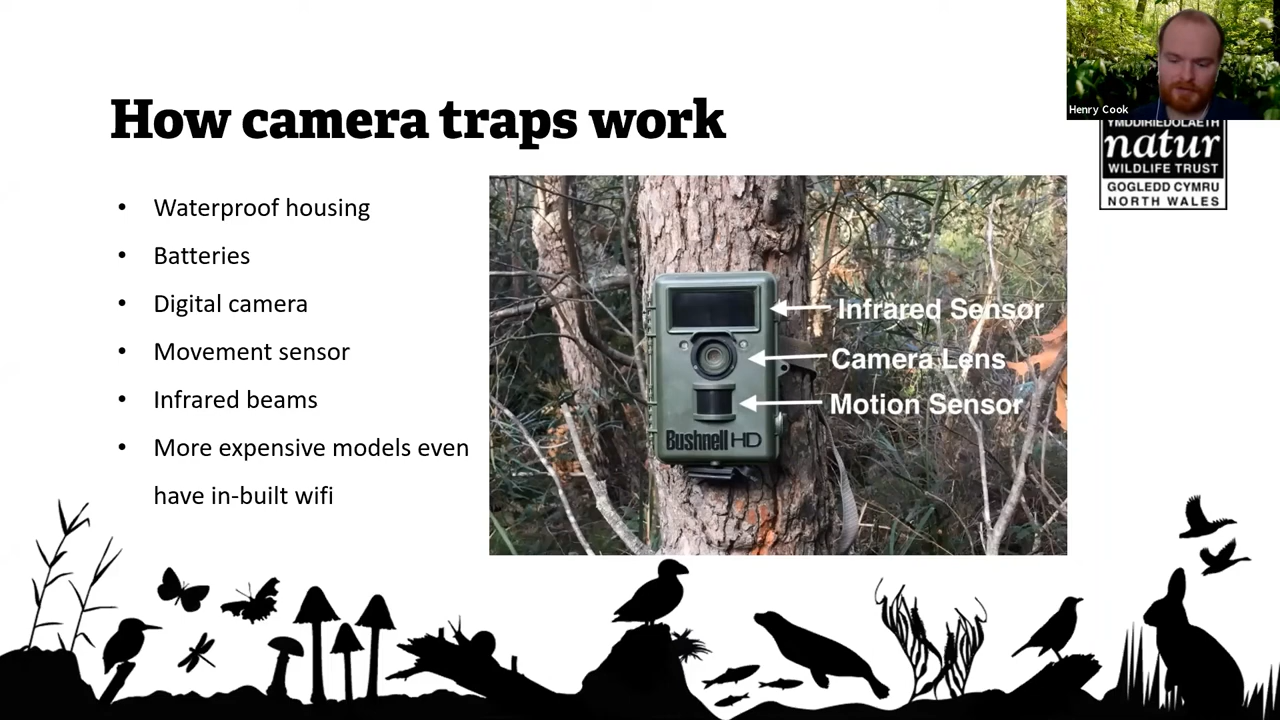 How camera traps work
Henry Cook
YMDDIRIEDOLAETH
natur
WILDLIFE TRUST
GOGLEDD CYMRU
NORTH WALES
• Waterproof housing
• Batteries
• Digital camera
• Movement sensor
• Infrared beams
• More expensive models even
have in-built wifi
Infrared Sensor
Camera Lens
Motion Sensor
Bushnell HD